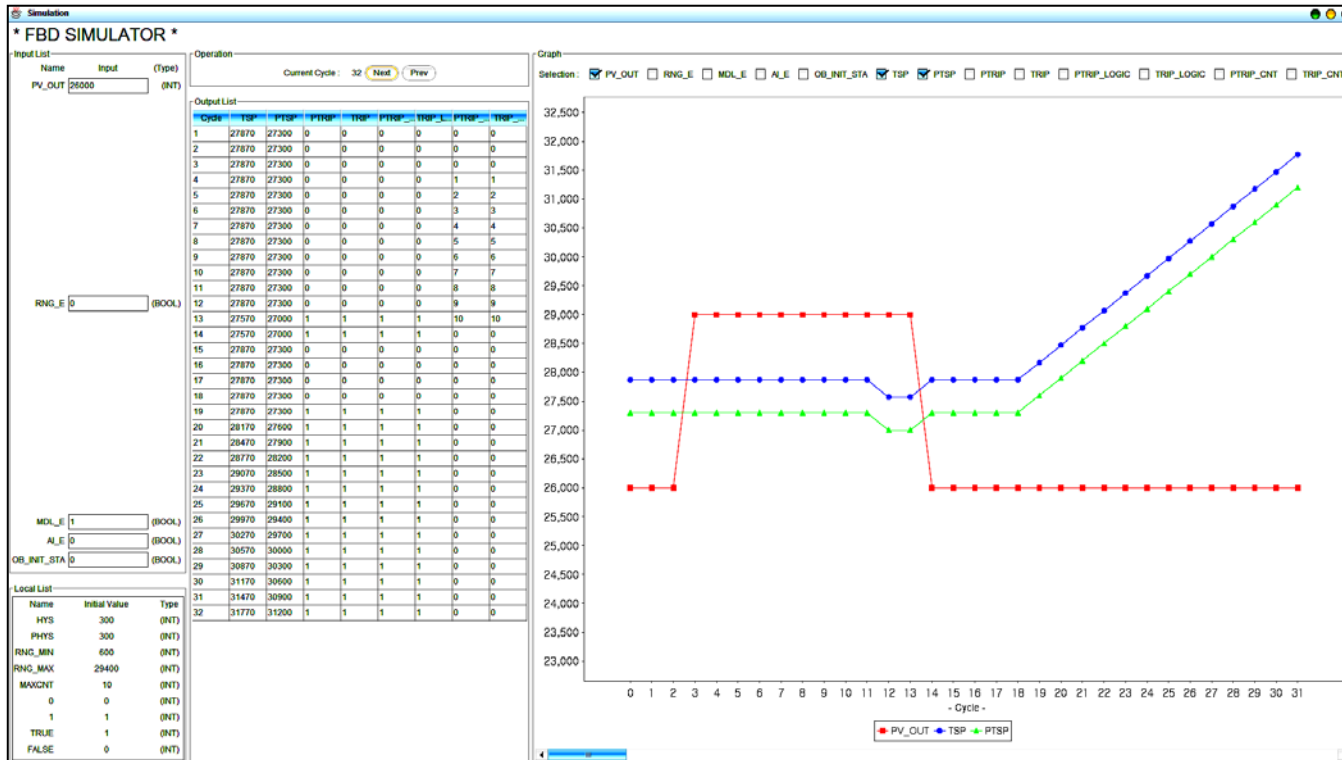 Simulation
* FBD SIMULATOR *
Input List
Name Input (Type)
PV_OUT 26000 (INT)
RNG_E 0 (BOOL)
MDL_E 1 (BOOL)
AI_E 0 (BOOL)
OB_INIT_STA 0 (BOOL)
Local List
Name Initial Value Type
HYS 300 (INT)
PHYS 300 (INT)
RNG_MIN 600 (INT)
RNG_MAX 29400 (INT)
MAXCNT 10 (INT)
0 0 (INT)
1 1 (INT)
TRUE 1 (INT)
FALSE 0 (INT)
Operation
Current Cycle : 32 Next Prev
Output List
Cycle TSP PTSP PTRIP TRIP PTRIP_... TRIP_L... PTRIP_... TRIP_...
1 27870 27300 0 0 0 0 0 0
2 27870 27300 0 0 0 0 0 0
3 27870 27300 0 0 0 0 0 0
4 27870 27300 0 0 0 0 1 1
5 27870 27300 0 0 0 0 2 2
6 27870 27300 0 0 0 0 3 3
7 27870 27300 0 0 0 0 4 4
8 27870 27300 0 0 0 0 5 5
9 27870 27300 0 0 0 0 6 6
10 27870 27300 0 0 0 0 7 7
11 27870 27300 0 0 0 0 8 8
12 27870 27300 0 0 0 0 9 9
13 27570 27000 1 1 1 1 10 10
14 27570 27000 1 1 1 1 0 0
15 27870 27300 0 0 0 0 0 0
16 27870 27300 0 0 0 0 0 0
17 27870 27300 0 0 0 0 0 0
18 27870 27300 0 0 0 0 0 0
19 27870 27300 1 1 1 1 0 0
20 28170 27600 1 1 1 1 0 0
21 28470 27900 1 1 1 1 0 0
22 28770 28200 1 1 1 1 0 0
23 29070 28500 1 1 1 1 0 0
24 29370 28800 1 1 1 1 0 0
25 29670 29100 1 1 1 1 0 0
26 29970 29400 1 1 1 1 0 0
27 30270 29700 1 1 1 1 0 0
28 30570 30000 1 1 1 1 0 0
29 30870 30300 1 1 1 1 0 0
30 31170 30600 1 1 1 1 0 0
31 31470 30900 1 1 1 1 0 0
32 31770 31200 1 1 1 1 0 0
Graph
Selection : PV_OUT RNG_E MDL_E AI_E OB_INIT_STA TSP PTSP PTRIP TRIP PTRIP_LOGIC TRIP_LOGIC PTRIP_CNT TRIP_CNT
32,500
32,000
31,500
31,000
30,500
30,000
29,500
29,000
28,500
28,000
27,500
27,000
26,500
26,000
25,500
25,000
24,500
24,000
23,500
23,000
0 1 2 3 4 5 6 7 8 9 10 11 12 13 14 15 16 17 18 19 20 21 22 23 24 25 26 27 28 29 30 31
- Cycle -
PV_OUT TSP PTSP